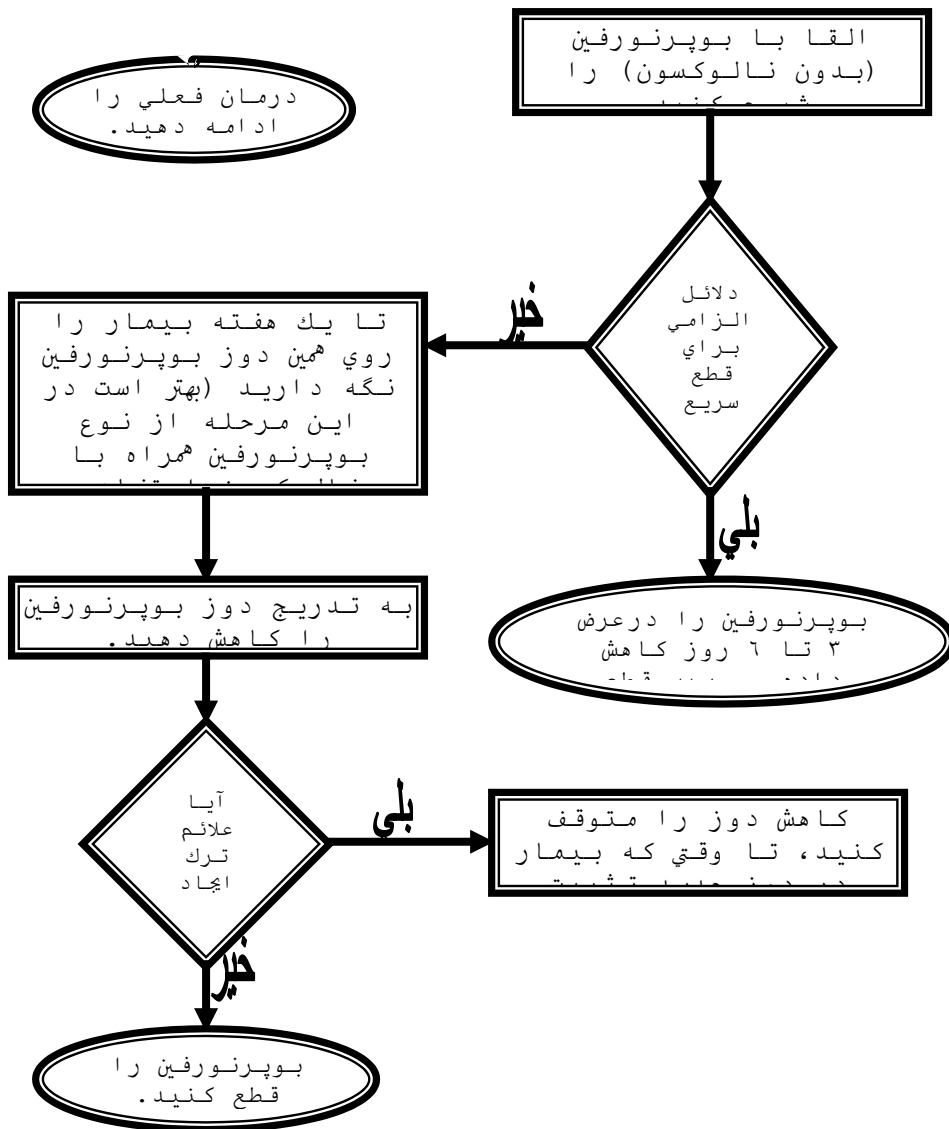 القا با بوپرنورفين
(بدون نالوكسون) را
درمان فعلي را
ادامه دهيد.
دلائل
الزامي
براي
قطع
سريع
خير
تا يك هفته بيمار را
روي همين دوز بوپرنورفين
نگه داريد (بهتر است در
اين مرحله از نوع
بوپرنورفين همراه با
بلي
به تدريج دوز بوپرنورفين
را كاهش دهيد.
بوپرنورفين را درعرض
۳ تا ٦ روز كاهش
آيا
علائم
ترك
ايجاد
بلي
كاهش دوز را متوقف
كنيد، تا وقتي كه بيمار
خير
بوپرنورفين را
قطع كنيد.